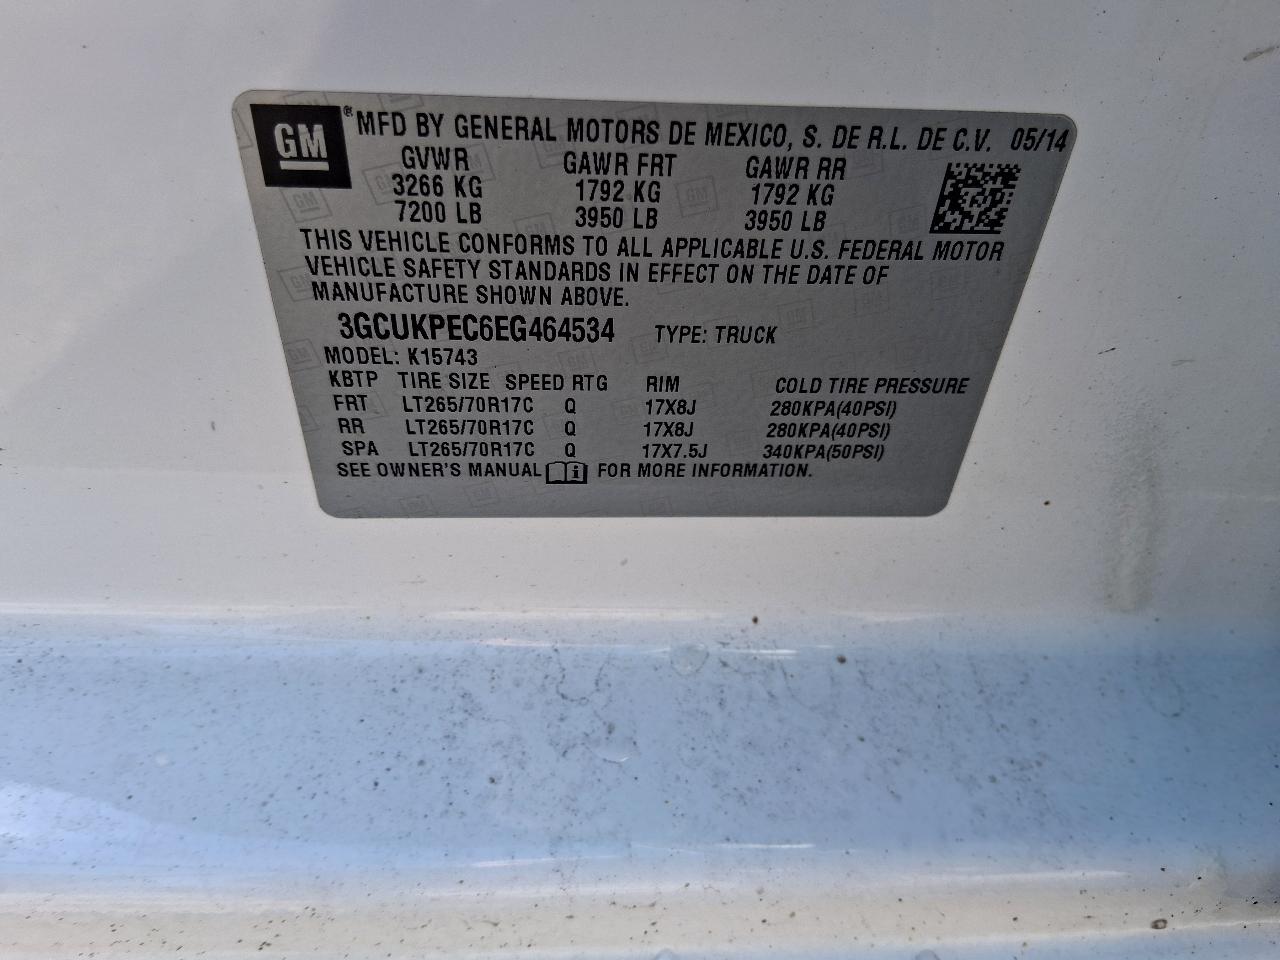 GM ® MFD BY GENERAL MOTORS DE MEXICO, S. DE R.L. DE C.V. 05/14
GVWR GAWR FRT GAWR RR
3266 KG 1792 KG 1792 KG
7200 LB 3950 LB 3950 LB
THIS VEHICLE CONFORMS TO ALL APPLICABLE U.S. FEDERAL MOTOR
VEHICLE SAFETY STANDARDS IN EFFECT ON THE DATE OF
MANUFACTURE SHOWN ABOVE.
3GCUKPEC6EG464534 TYPE: TRUCK
MODEL: K15743
KBTP TIRE SIZE SPEED RTG RIM COLD TIRE PRESSURE
FRT LT265/70R17C Q 17X8J 280KPA(40PSI)
RR LT265/70R17C Q 17X8J 280KPA(40PSI)
SPA LT265/70R17C Q 17X7.5J 340KPA(50PSI)
SEE OWNER'S MANUAL i FOR MORE INFORMATION.